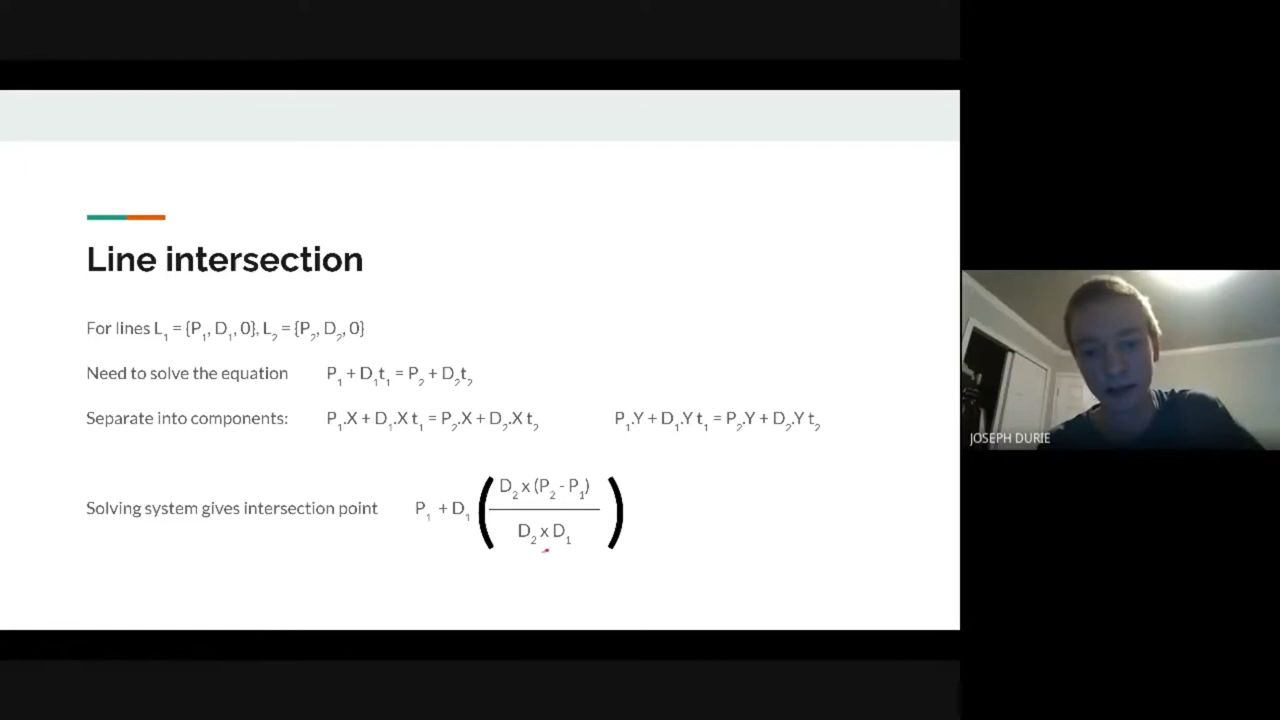 Line intersection
For lines L₁ = {P₁, D₁, 0}, L₂ = {P₂, D₂, 0}
Need to solve the equation P₁ + D₁t₁ = P₂ + D₂t₂
Separate into components: P₁.X + D₁.X t₁ = P₂.X + D₂.X t₂ P₁.Y + D₁.Y t₁ = P₂.Y + D₂.Y t₂
D₂ x (P₂ - P₁)
Solving system gives intersection point P₁ + D₁ ( )
D₂ x D₁
JOSEPH DURIE